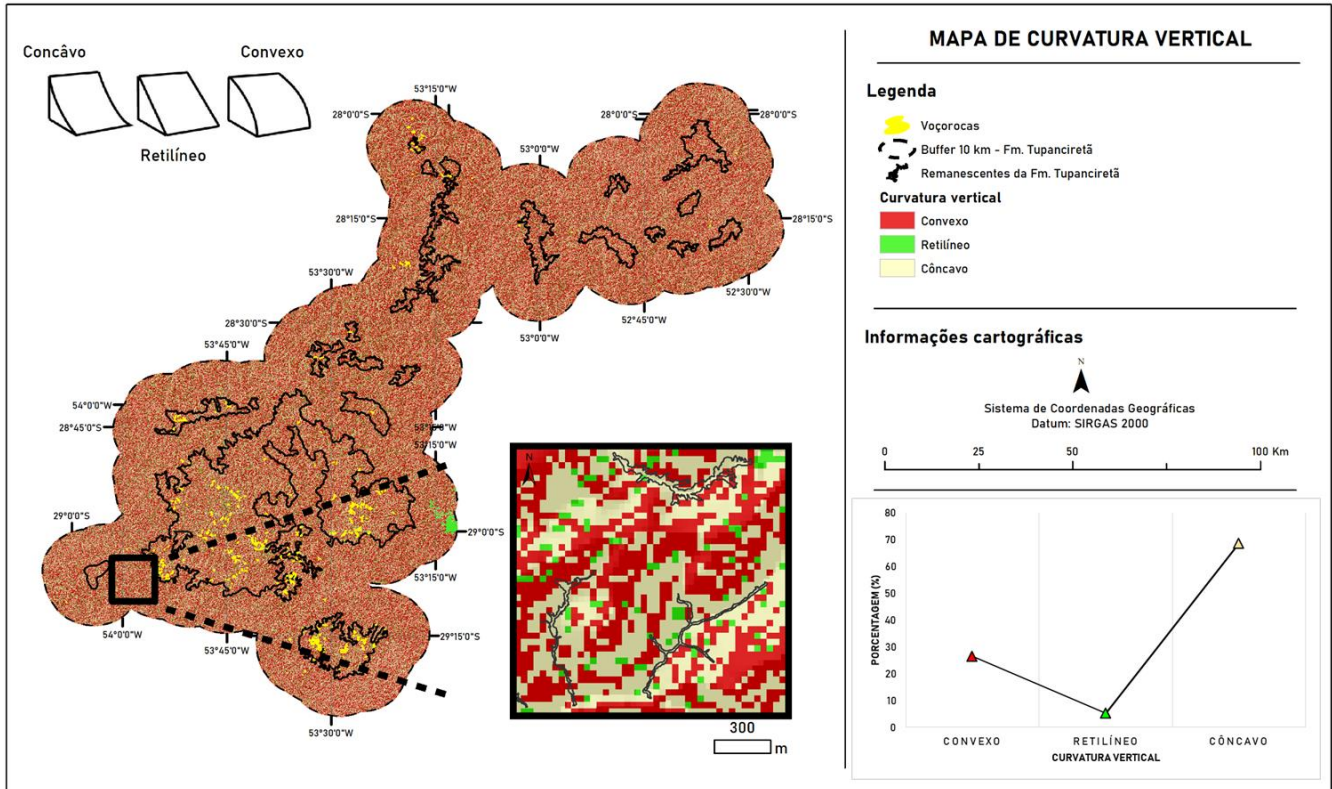 Concâvo
Convexo
Retilíneo
53°15'0"W
28°0'0"S
28°0'0"S
28°0'0"S
53°0'0"W
28°15'0"S
28°15'0"S
53°30'0"W
52°30'0"W
52°45'0"W
28°30'0"S
53°0'0"W
53°45'0"W
54°0'0"W
28°45'0"S
53°15'0"W
29°0'0"S
29°0'0"S
53°15'0"W
54°0'0"W
53°45'0"W
29°15'0"S
53°30'0"W
N
300
m
MAPA DE CURVATURA VERTICAL
Legenda
Voçorocas
Buffer 10 km - Fm. Tupanciretã
Remanescentes da Fm. Tupanciretã
Curvatura vertical
Convexo
Retilíneo
Côncavo
Informações cartográficas
N
Sistema de Coordenadas Geográficas
Datum: SIRGAS 2000
0 25 50 100 Km
80
70
60
50
40
30
20
10
0
PORCENTAGEM (%)
CONVEXO RETILÍNEO CÔNCAVO
CURVATURA VERTICAL